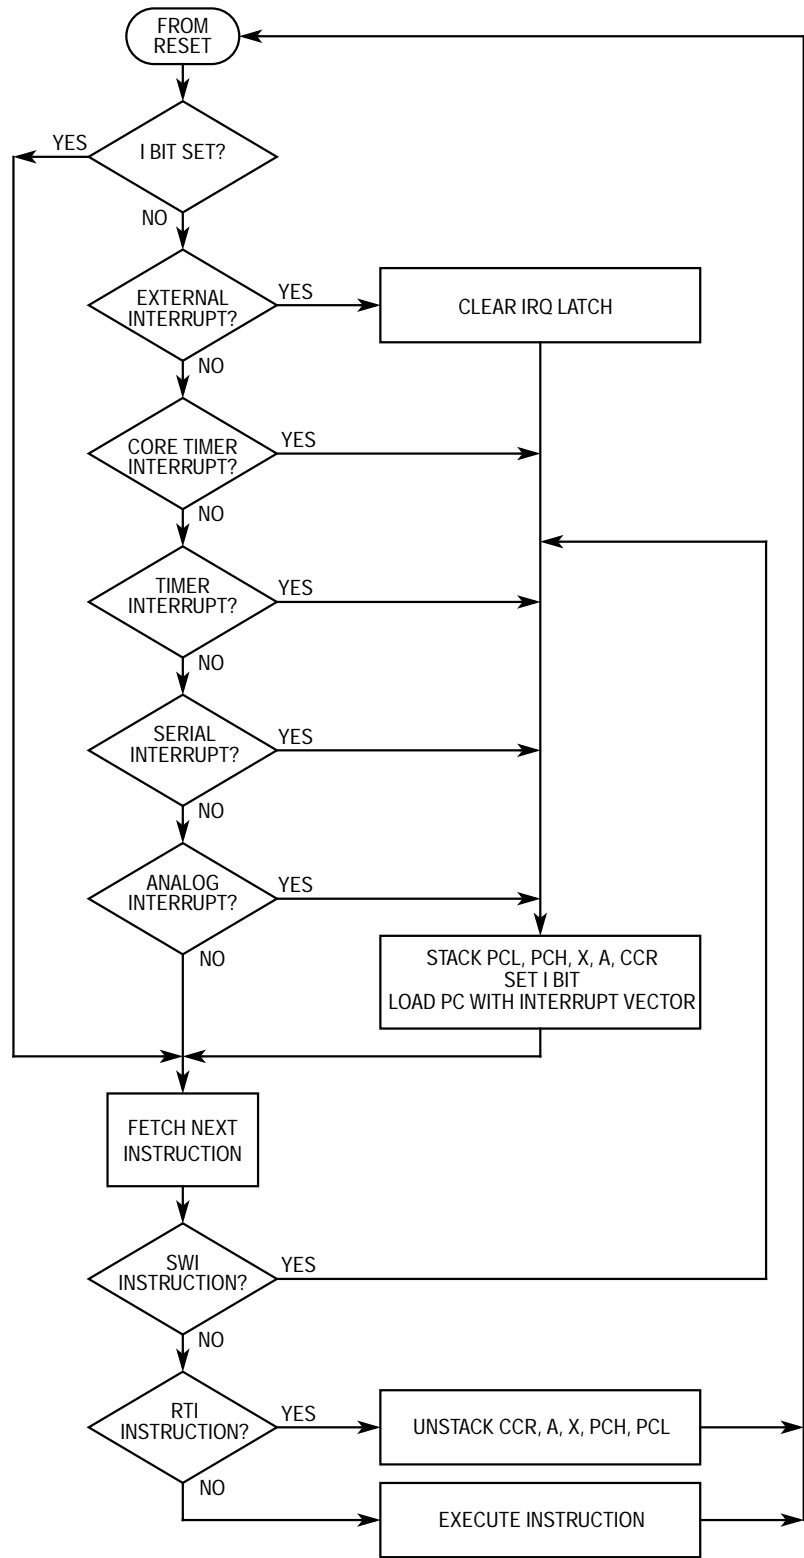 FROM
RESET
I BIT SET?
YES
NO
EXTERNAL
INTERRUPT?
YES
CLEAR IRQ LATCH
NO
CORE TIMER
INTERRUPT?
YES
NO
TIMER
INTERRUPT?
YES
NO
SERIAL
INTERRUPT?
YES
NO
ANALOG
INTERRUPT?
YES
NO
STACK PCL, PCH, X, A, CCR
SET I BIT
LOAD PC WITH INTERRUPT VECTOR
FETCH NEXT
INSTRUCTION
SWI
INSTRUCTION?
YES
NO
RTI
INSTRUCTION?
YES
UNSTACK CCR, A, X, PCH, PCL
NO
EXECUTE INSTRUCTION